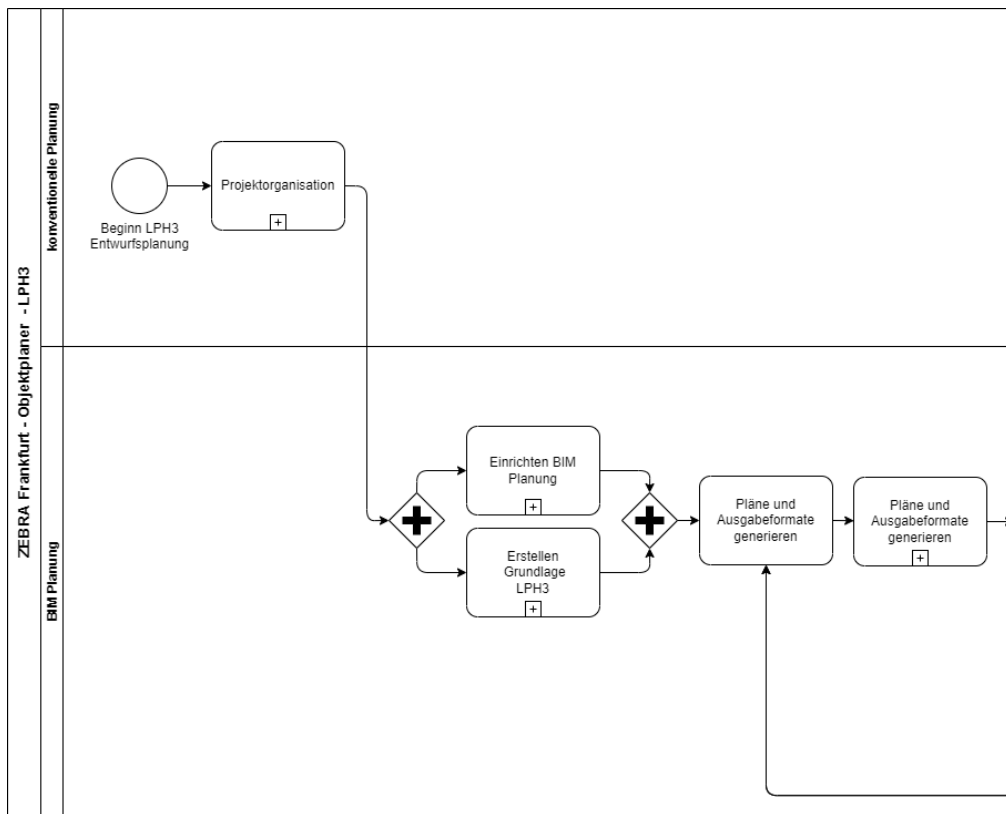 ZEBRA Frankfurt - Objektplaner - LPH3
konventionelle Planung
Beginn LPH3
Entwurfsplanung
Projektorganisation
BIM Planung
Einrichten BIM
Planung
Erstellen
Grundlage
LPH3
Pläne und
Ausgabeformate
generieren
Pläne und
Ausgabeformate
generieren